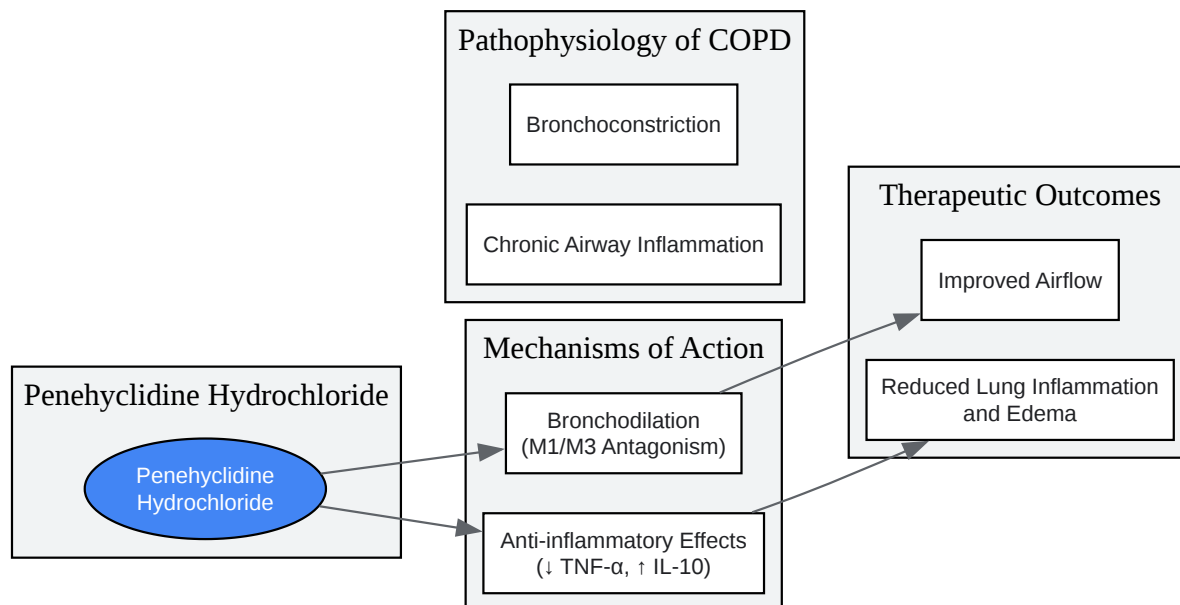 Pathophysiology of COPD
Bronchoconstriction
Chronic Airway Inflammation
Therapeutic Outcomes
Improved Airflow
Reduced Lung Inflammation
and Edema
Mechanisms of Action
Bronchodilation
(M1/M3 Antagonism)
Anti-inflammatory Effects
(↓ TNF-α, ↑ IL-10)
Penehyclidine Hydrochloride
Penehyclidine
Hydrochloride